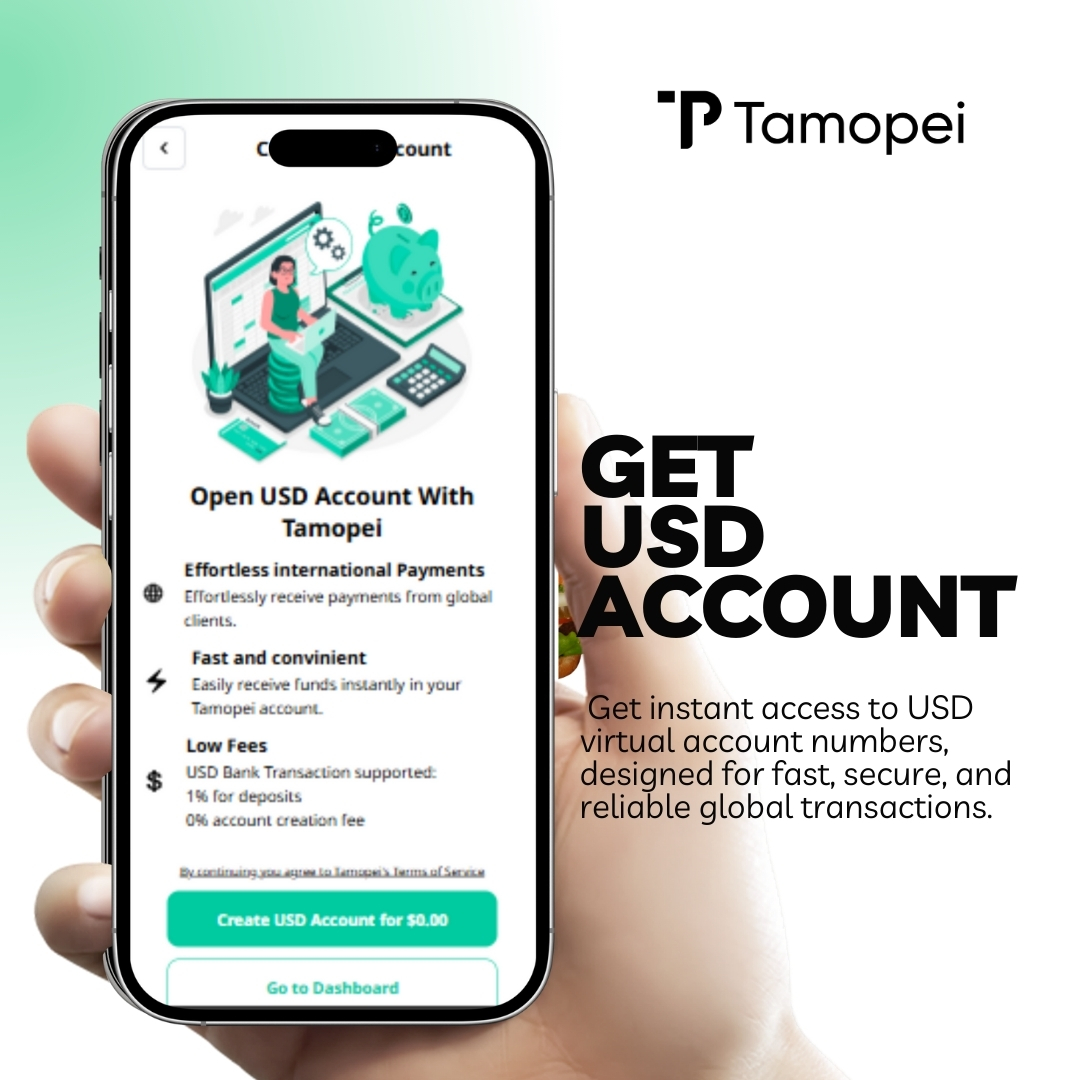 Tamopei
C count
Open USD Account With
Tamopei
Effortless international Payments
Effortlessly receive payments from global
clients.
Fast and convinient
Easily receive funds instantly in your
Tamopei account.
Low Fees
USD Bank Transaction supported:
1% for deposits
0% account creation fee
By continuing you agree to Tamopei's Terms of Service
Create USD Account for $0.00
Go to Dashboard
GET
USD
ACCOUNT
Get instant access to USD
virtual account numbers,
designed for fast, secure, and
reliable global transactions.